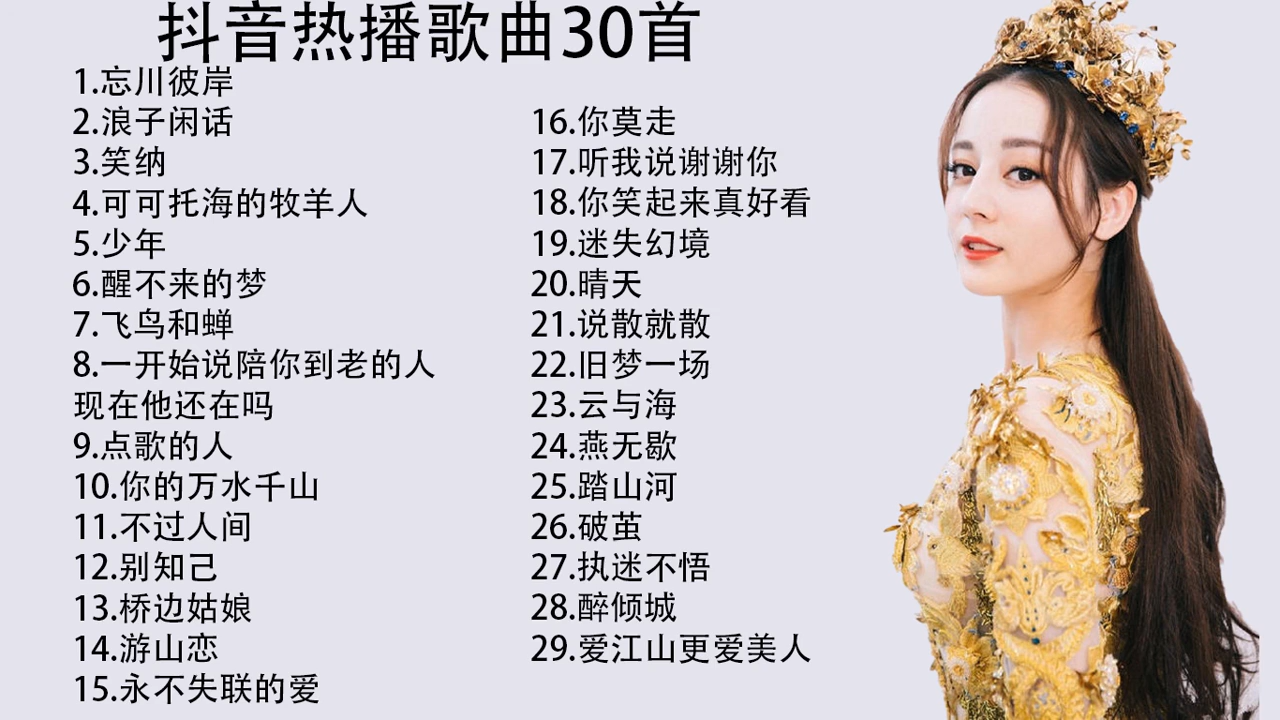 抖音热播歌曲30首
1.忘川彼岸
2.浪子闲话
3.笑纳
4.可可托海的牧羊人
5.少年
6.醒不来的梦
7.飞鸟和蝉
8.一开始说陪你到老的人
现在他还在吗
9.点歌的人
10.你的万水千山
11.不过人间
12.别知己
13.桥边姑娘
14.游山恋
15.永不失联的爱
16.你莫走
17.听我说谢谢你
18.你笑起来真好看
19.迷失幻境
20.晴天
21.说散就散
22.旧梦一场
23.云与海
24.燕无歇
25.踏山河
26.破茧
27.执迷不悟
28.醉倾城
29.爱江山更爱美人